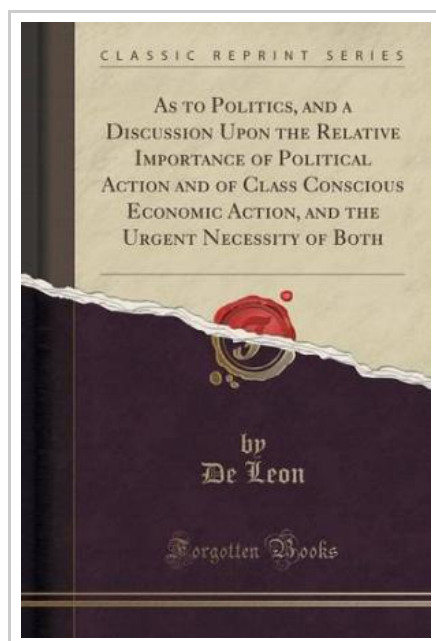 CLASSIC REPRINT SERIES
AS TO POLITICS, AND A
DISCUSSION UPON THE RELATIVE
IMPORTANCE OF POLITICAL
ACTION AND OF CLASS CONSCIOUS
ECONOMIC ACTION, AND THE
URGENT NECESSITY OF BOTH
F
by
De Leon
Forgotten Books